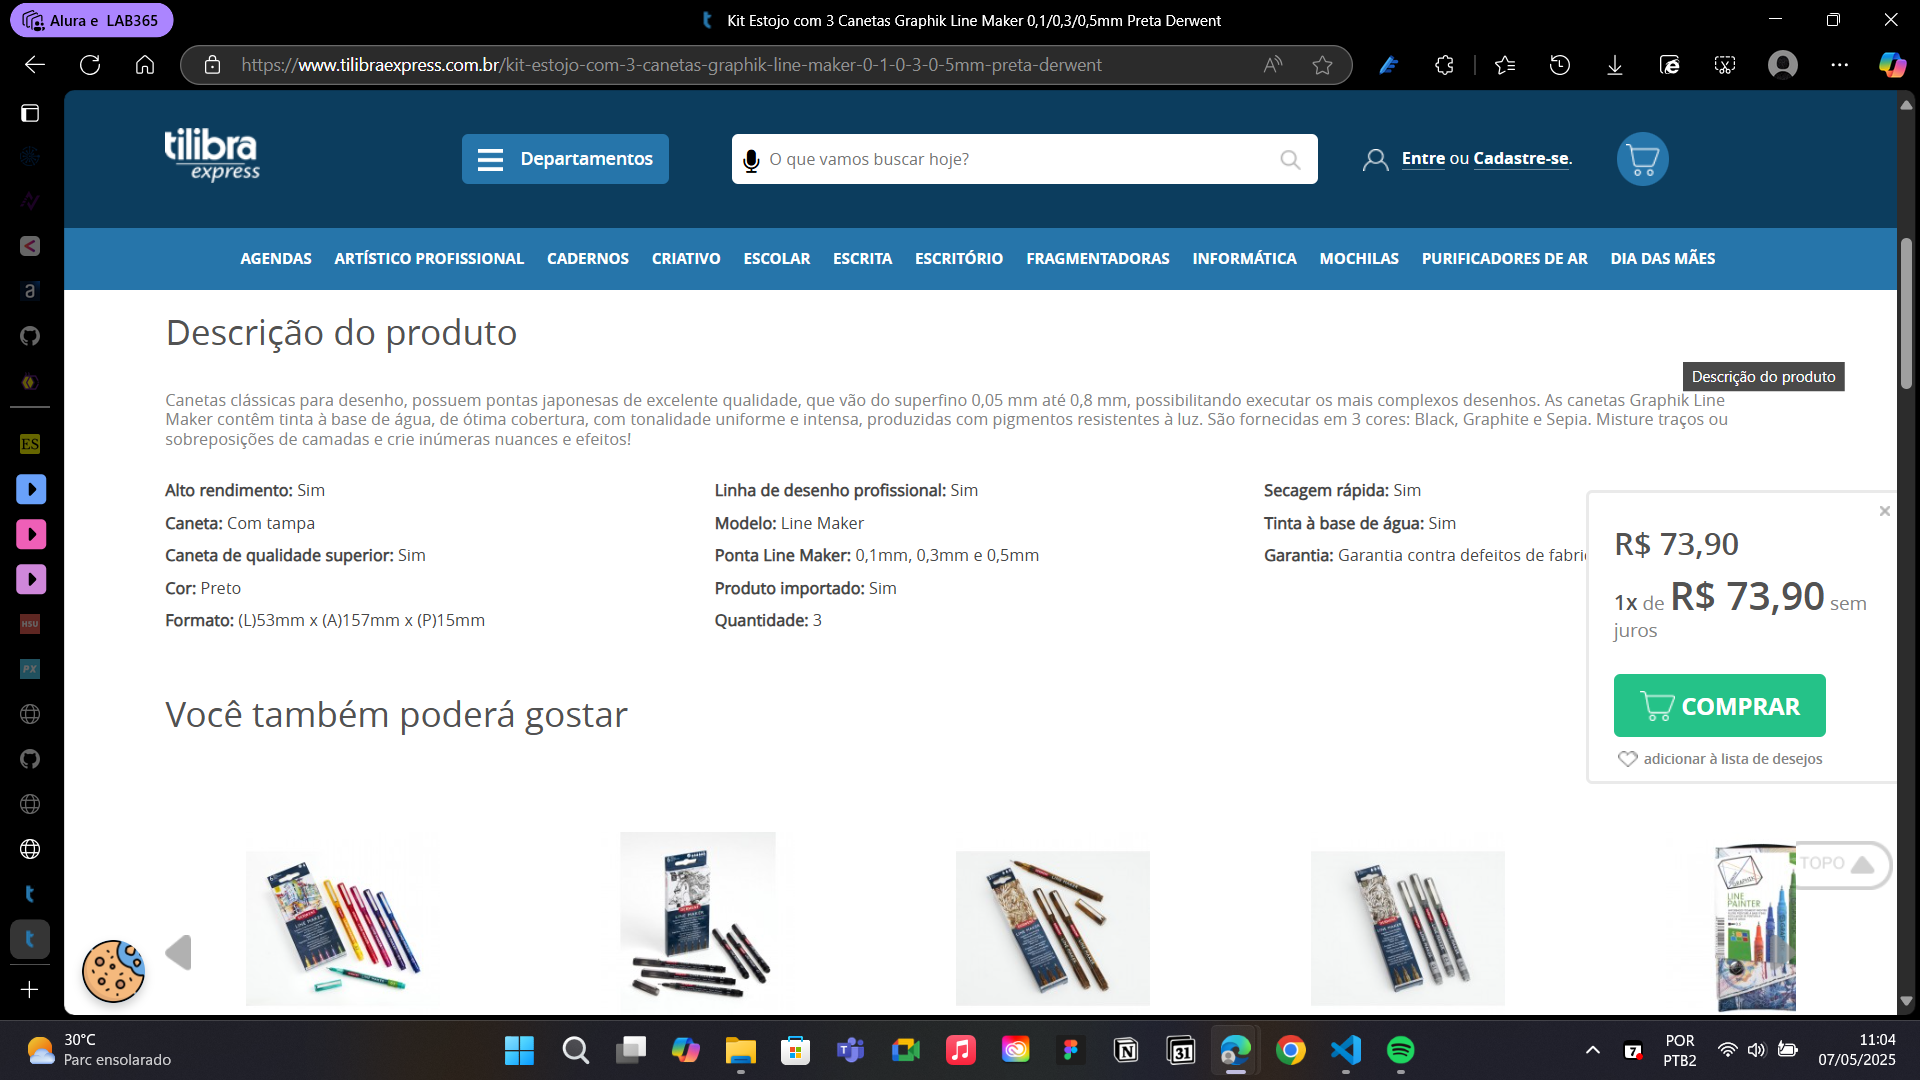 Alura e LAB365
Kit Estojo com 3 Canetas Graphik Line Maker 0,1/0,3/0,5mm Preta Derwent
https://www.tilibraexpress.com.br/kit-estojo-com-3-canetas-graphik-line-maker-0-1-0-3-0-5mm-preta-derwent
tilibra
express
Departamentos
O que vamos buscar hoje?
Entre ou Cadastre-se.
AGENDAS ARTÍSTICO PROFISSIONAL CADERNOS CRIATIVO ESCOLAR ESCRITA ESCRITÓRIO FRAGMENTADORAS INFORMÁTICA MOCHILAS PURIFICADORES DE AR DIA DAS MÃES
Descrição do produto
Descrição do produto
Canetas clássicas para desenho, possuem pontas japonesas de excelente qualidade, que vão do superfino 0,05 mm até 0,8 mm, possibilitando executar os mais complexos desenhos. As canetas Graphik Line
Maker contêm tinta à base de água, de ótima cobertura, com tonalidade uniforme e intensa, produzidas com pigmentos resistentes à luz. São fornecidas em 3 cores: Black, Graphite e Sepia. Misture traços ou
sobreposições de camadas e crie inúmeras nuances e efeitos!
Alto rendimento: Sim
Caneta: Com tampa
Caneta de qualidade superior: Sim
Cor: Preto
Formato: (L)53mm x (A)157mm x (P)15mm
Linha de desenho profissional: Sim
Modelo: Line Maker
Ponta Line Maker: 0,1mm, 0,3mm e 0,5mm
Produto importado: Sim
Quantidade: 3
Secagem rápida: Sim
Tinta à base de água: Sim
Garantia: Garantia contra defeitos de fabri
R$ 73,90
1x de R$ 73,90 sem
juros
COMPRAR
adicionar à lista de desejos
Você também poderá gostar
TOPO
LINE
PAINTER
ES
HSU
PX
30°C
Parc ensolarado
31
7
POR
PTB2
11:04
07/05/2025